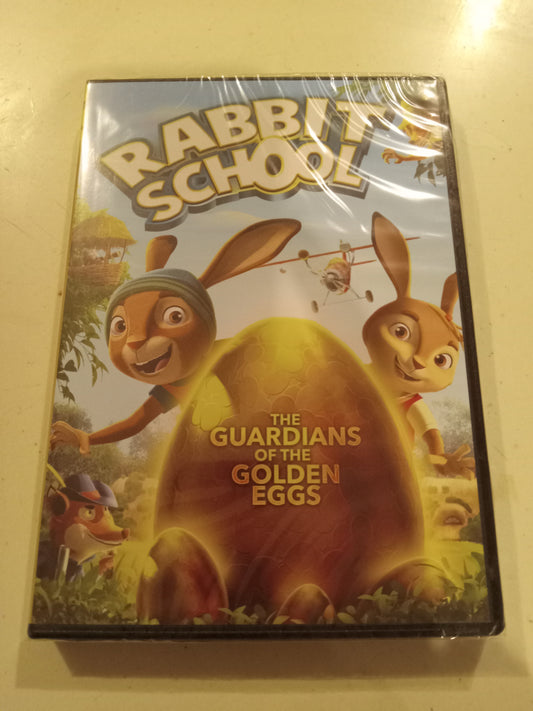 RABBIT
SCHOOL
THE
GUARDIANS
OF THE
GOLDEN
EGGS